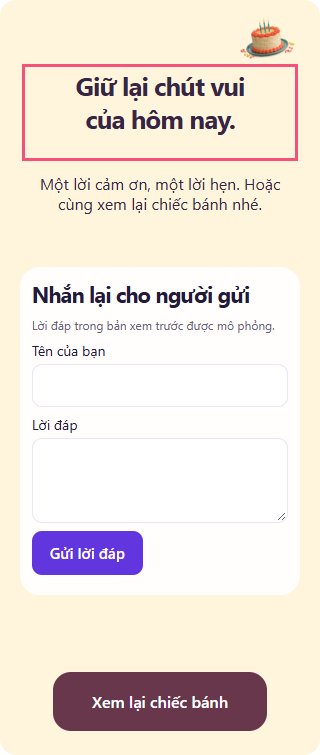 Giữ lại chút vui
của hôm nay.
Một lời cảm ơn, một lời hẹn. Hoặc
cùng xem lại chiếc bánh nhé.
Nhắn lại cho người gửi
Lời đáp trong bản xem trước được mô phỏng.
Tên của bạn
Lời đáp
Gửi lời đáp
Xem lại chiếc bánh